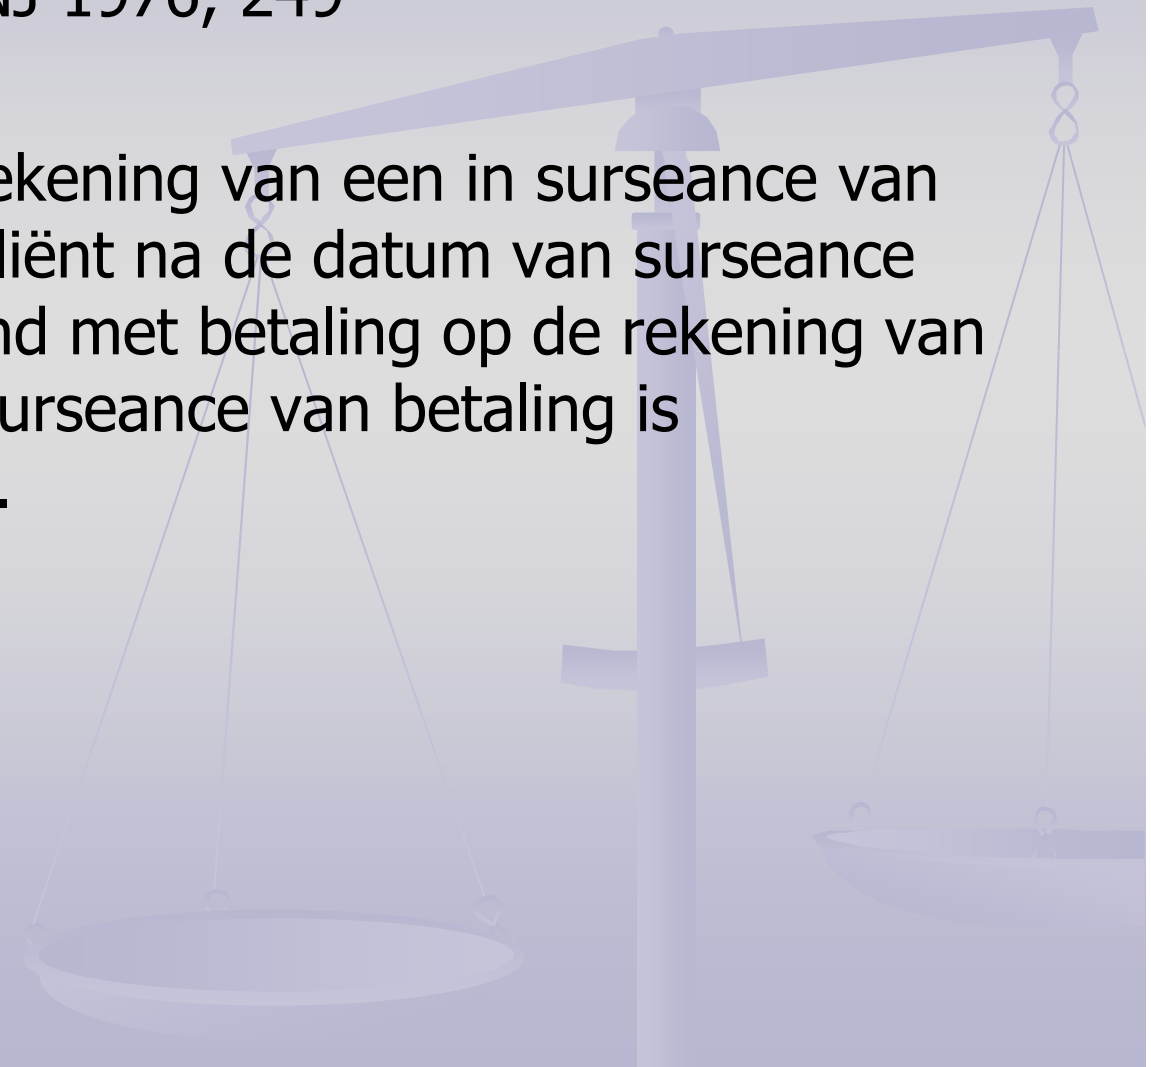 NJ 1976, 249
ekening van een in surseance van
liënt na de datum van surseance
nd met betaling op de rekening van
urseance van betaling is
.